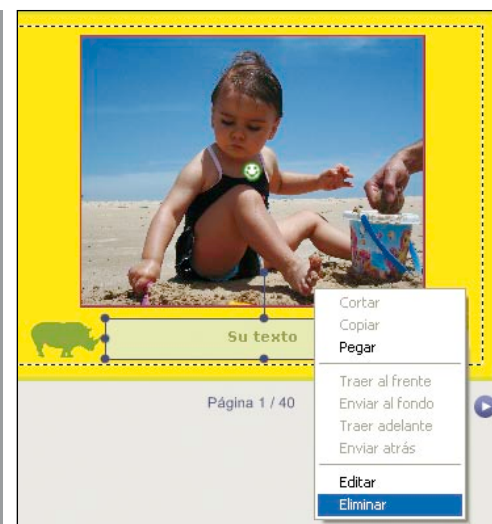 Su texto
Cortar
Copiar
Pegar
Traer al frente
Enviar al fondo
Traer adelante
Enviar atrás
Editar
Eliminar
Página 1 / 40